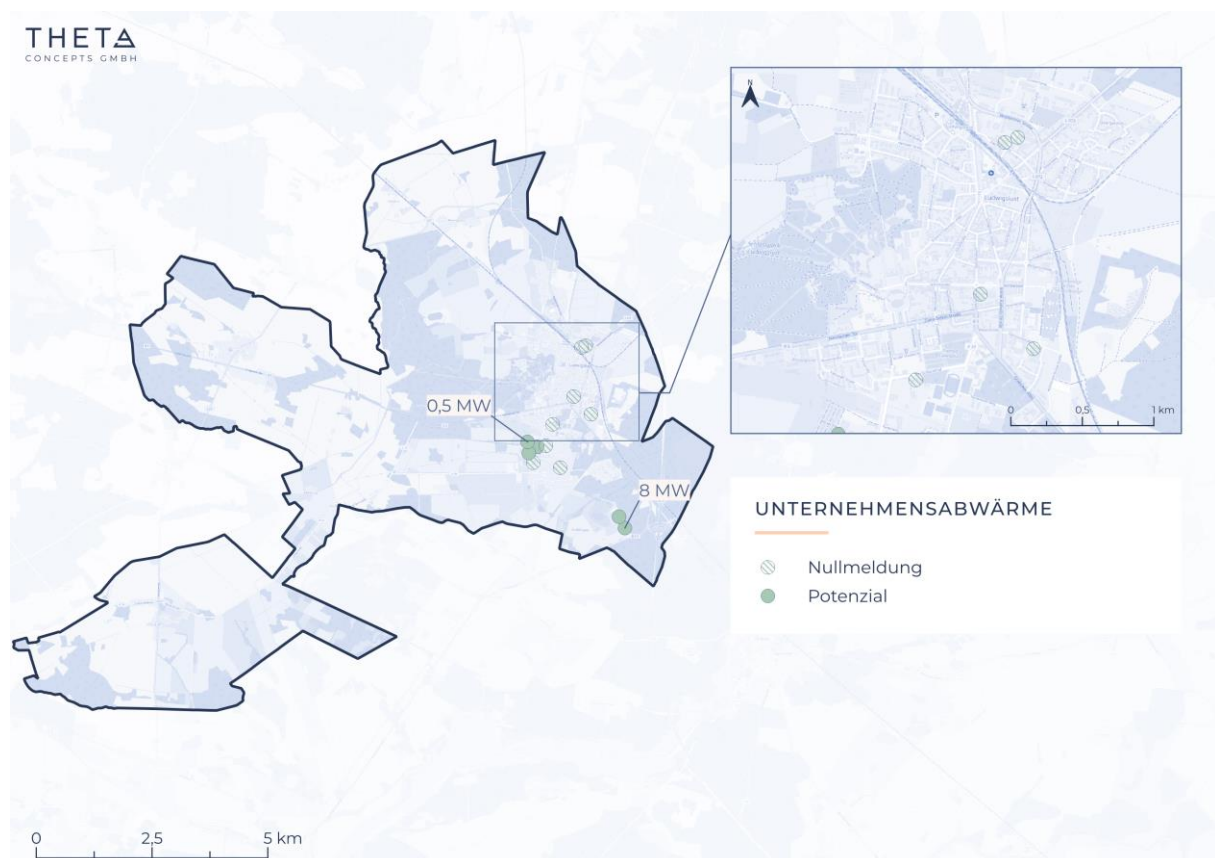 THETA
CONCEPTS GMBH
N
Ludwigslust
0 0,5 1 km
0,5 MW
8 MW
UNTERNEHMENSABWÄRME
Nullmeldung
Potenzial
0 2,5 5 km